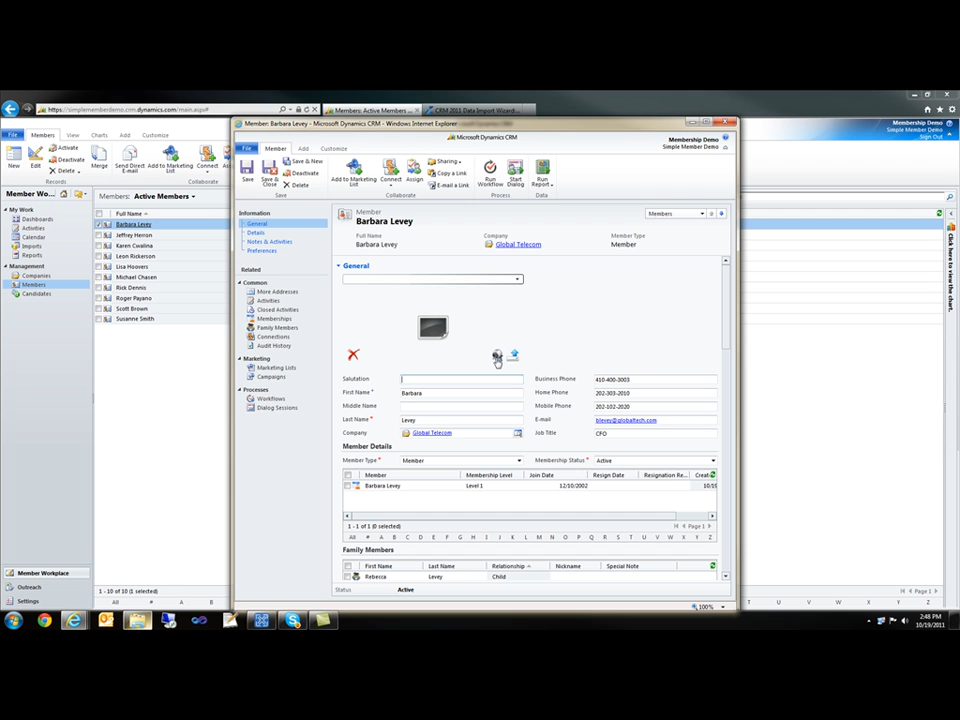 https://simplememberdemo.crm.dynamics.com/main.aspx#
Members: Active Members ...
CRM 2011 Data Import Wizard:
Member: Barbara Levey - Microsoft Dynamics CRM - Windows Internet Explorer
Microsoft Dynamics CRM
File Members View Charts Add Customize
Membership Demo
Simple Member Demo
Sign Out
New
Edit
Activate
Deactivate
Delete
Merge
Send Direct E-mail
Add to Marketing List
Connect
Records
Collaborate
File Member Add Customize
Membership Demo
Simple Member Demo
Save
Save & Close
Save & New
Deactivate
Delete
Add to Marketing List
Connect
Assign
Sharing
Copy a Link
E-mail a Link
Run Workflow
Start Dialog
Run Report
Save
Collaborate
Process
Data
Member Wo...
My Work
Dashboards
Activities
Calendar
Imports
Reports
Management
Companies
Members
Candidates
Member Workplace
Outreach
Settings
Members: Active Members
Full Name
Barbara Levey
Jeffrey Herron
Karen Cwalina
Leon Rickerson
Lisa Hoovers
Michael Chasen
Rick Dennis
Roger Payano
Scott Brown
Susanne Smith
1 - 10 of 10 (1 selected)
All # A B
Information
General
Details
Notes & Activities
Preferences
Related
Common
More Addresses
Activities
Closed Activities
Memberships
Family Members
Connections
Audit History
Marketing
Marketing Lists
Campaigns
Processes
Workflows
Dialog Sessions
Member
Barbara Levey
Members
Full Name Company Member Type
Barbara Levey Global Telecom Member
General
Salutation Business Phone 410-400-3003
First Name * Barbara Home Phone 202-303-2010
Middle Name Mobile Phone 202-102-2020
Last Name * Levey E-mail blevey@globaltech.com
Company Global Telecom Job Title CFO
Member Details
Member Type * Member Membership Status * Active
Member Membership Level Join Date Resign Date Resignation Re...
Barbara Levey Level 1 12/10/2002
1 - 1 of 1 (0 selected) Page 1
All # A B C D E F G H I J K L M N O P Q R S T U V W X Y Z
Family Members
First Name Last Name Relationship Nickname Special Note
Rebecca Levey Child
Status Active
100%
Click here to view the chart.
Page 1
R S T U V W X Y Z
2:48 PM
10/19/2011